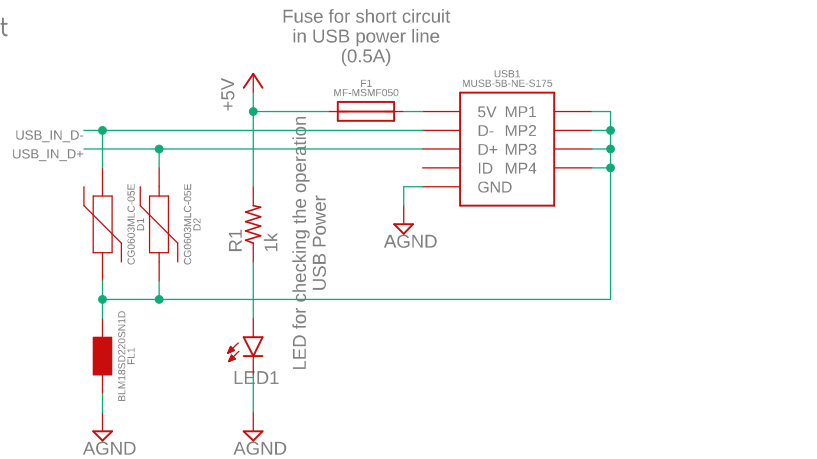 t
Fuse for short circuit
in USB power line
(0.5A)
+5V
F1
MF-MSMF050
USB1
MUSB-5B-NE-S175
5V MP1
D- MP2
D+ MP3
ID MP4
GND
USB_IN_D-
USB_IN_D+
CG0603MLC-05E
D1
CG0603MLC-05E
D2
R1
1k
LED for checking the operation
USB Power
AGND
BLM18SD220SN1D
FL1
LED1
AGND
AGND